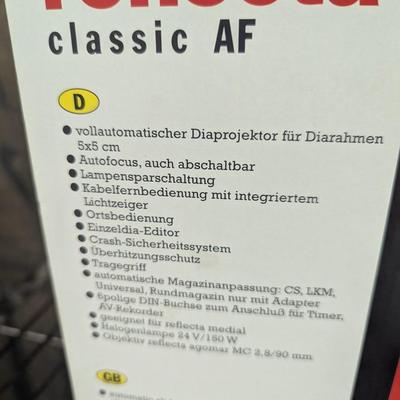 reflecta
classic AF
D
• vollautomatischer Diaprojektor für Diarahmen
5x5 cm
• Autofocus, auch abschaltbar
• Lampensparschaltung
• Kabelfernbedienung mit integriertem
Lichtzeiger
• Ortsbedienung
• Einzeldia-Editor
• Crash-Sicherheitssystem
• Überhitzungsschutz
• Tragegriff
• automatische Magazinanpassung: CS, LKM,
Universal, Rundmagazin nur mit Adapter
• 6polige DIN-Buchse zum Anschluß für Timer,
AV-Rekorder
• geeignet für reflecta medial
• Halogenlampe 24 V/150 W
• Objektiv reflecta agomar MC 2,8/90 mm
GB
• automatic